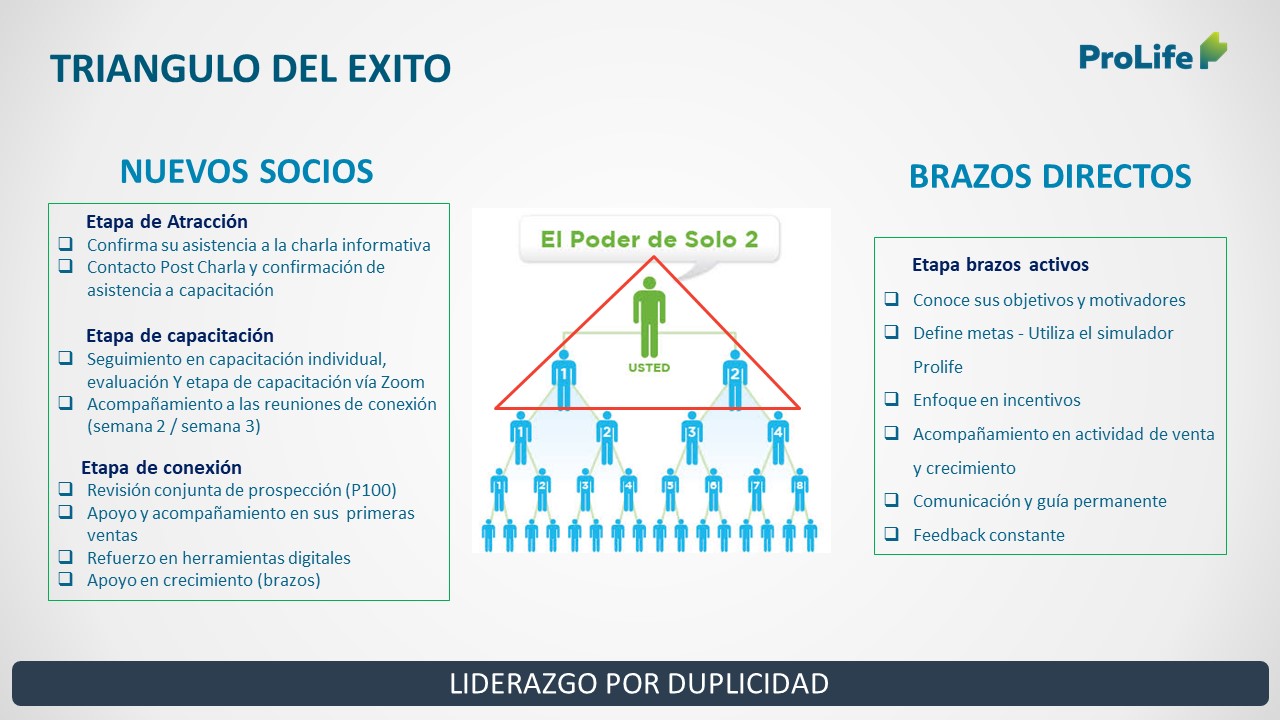 TRIANGULO DEL EXITO
ProLife
NUEVOS SOCIOS
Etapa de Atracción
Confirma su asistencia a la charla informativa
Contacto Post Charla y confirmación de
asistencia a capacitación
Etapa de capacitación
Seguimiento en capacitación individual,
evaluación Y etapa de capacitación vía Zoom
Acompañamiento a las reuniones de conexión
(semana 2 / semana 3)
Etapa de conexión
Revisión conjunta de prospección (P100)
Apoyo y acompañamiento en sus primeras
ventas
Refuerzo en herramientas digitales
Apoyo en crecimiento (brazos)
El Poder de Solo 2
USTED
1 2
1 2 3 4
1 2 3 4 5 6 7 8
BRAZOS DIRECTOS
Etapa brazos activos
Conoce sus objetivos y motivadores
Define metas - Utiliza el simulador
Prolife
Enfoque en incentivos
Acompañamiento en actividad de venta
y crecimiento
Comunicación y guía permanente
Feedback constante
LIDERAZGO POR DUPLICIDAD